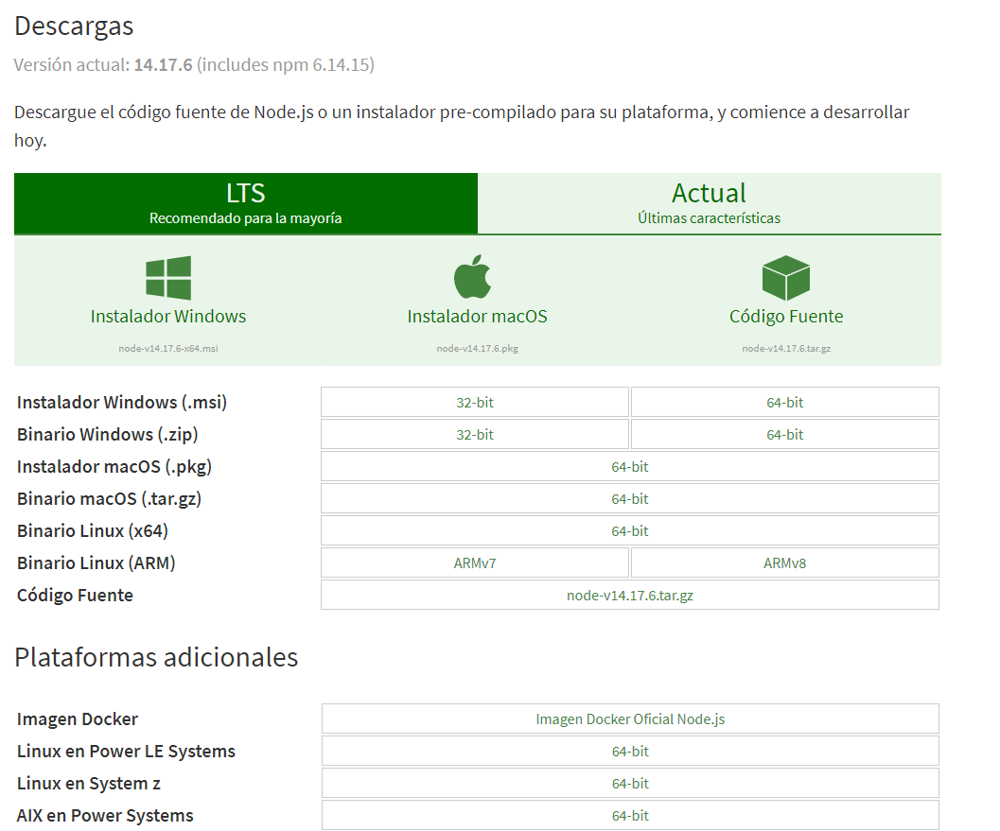 Descargas
Versión actual: 14.17.6 (includes npm 6.14.15)
Descargue el código fuente de Node.js o un instalador pre-compilado para su plataforma, y comience a desarrollar
hoy.
LTS
Recomendado para la mayoría
Actual
Últimas características
Instalador Windows
node-v14.17.6-x64.msi
Instalador macOS
node-v14.17.6.pkg
Código Fuente
node-v14.17.6.tar.gz
Instalador Windows (.msi) 32-bit 64-bit
Binario Windows (.zip) 32-bit 64-bit
Instalador macOS (.pkg) 64-bit
Binario macOS (.tar.gz) 64-bit
Binario Linux (x64) 64-bit
Binario Linux (ARM) ARMv7 ARMv8
Código Fuente node-v14.17.6.tar.gz
Plataformas adicionales
Imagen Docker Imagen Docker Oficial Node.js
Linux en Power LE Systems 64-bit
Linux en System z 64-bit
AIX en Power Systems 64-bit